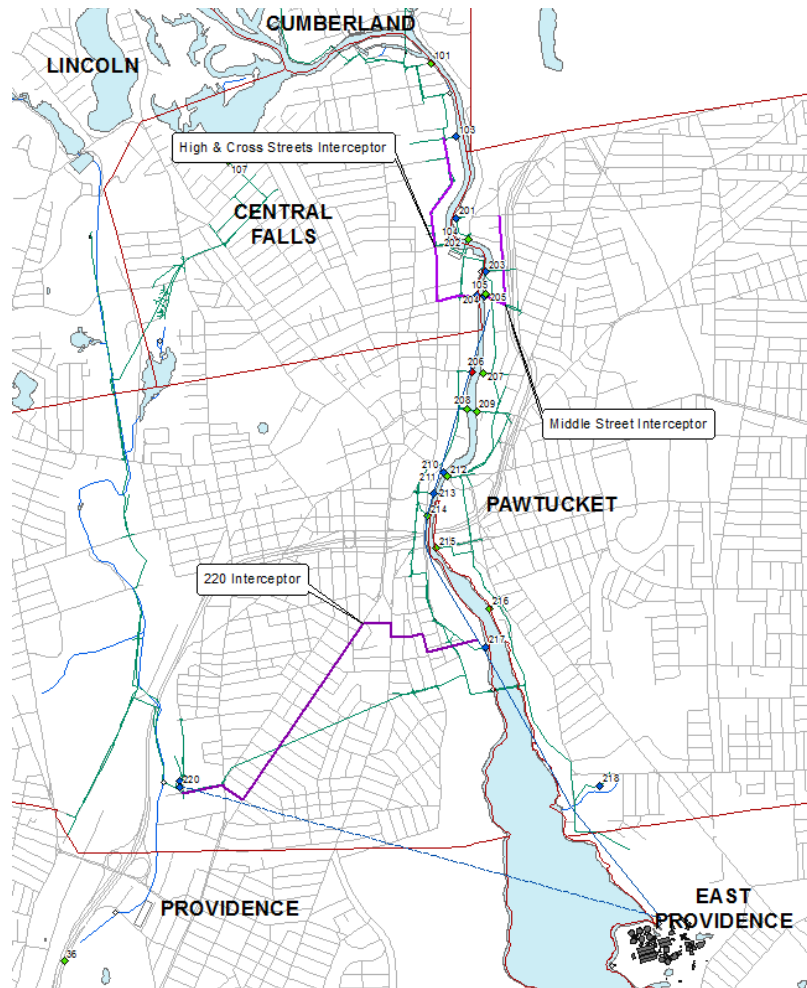 CUMBERLAND
LINCOLN
101
103
High & Cross Streets Interceptor
107
CENTRAL
FALLS
201
104
202
203
105
204
205
206
207
208
209
Middle Street Interceptor
210
212
211
213
PAWTUCKET
214
215
220 Interceptor
216
217
220
218
PROVIDENCE
EAST
PROVIDENCE
36